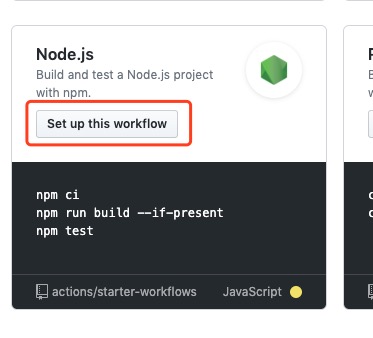 Node.js
Build and test a Node.js project
with npm.
Set up this workflow
npm ci
npm run build --if-present
npm test
actions/starter-workflows JavaScript